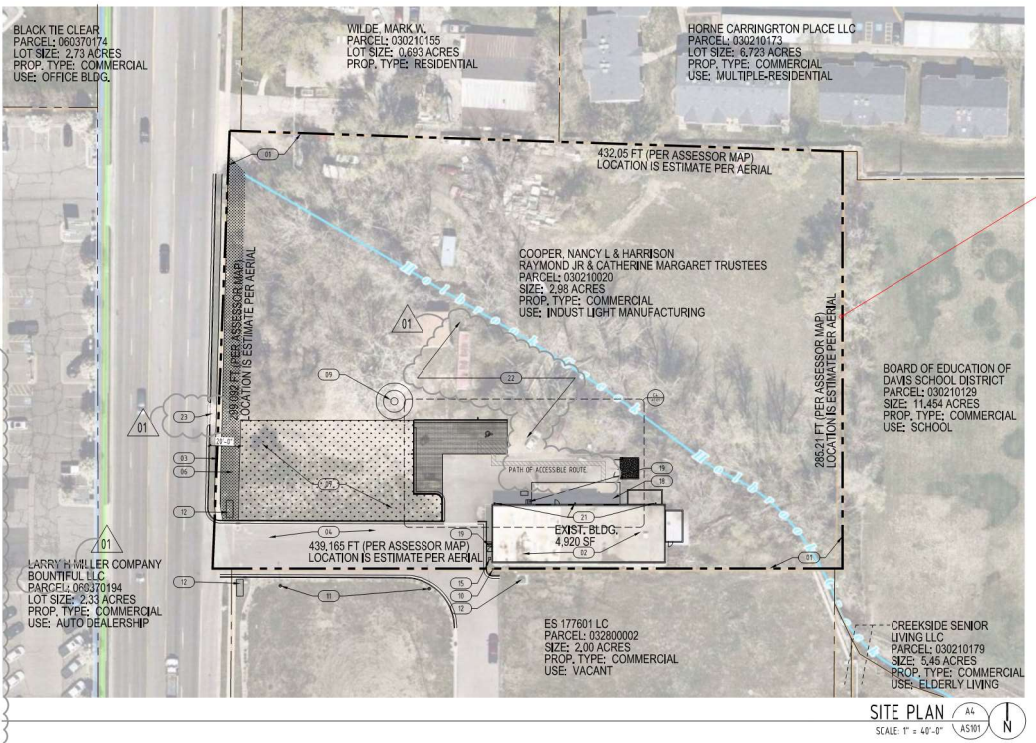 BLACK TIE CLEAR
PARCEL: 060370174
LOT SIZE: 2.73 ACRES
PROP. TYPE: COMMERCIAL
USE: OFFICE BLDG.
WILDE, MARK W.
PARCEL: 030210155
LOT SIZE: 0.693 ACRES
PROP. TYPE: RESIDENTIAL
HORNE CARRINGRTON PLACE LLC
PARCEL: 030210173
LOT SIZE: 6.723 ACRES
PROP. TYPE: COMMERCIAL
USE: MULTIPLE-RESIDENTIAL
01
432.05 FT (PER ASSESSOR MAP)
LOCATION IS ESTIMATE PER AERIAL
299.092 FT (PER ASSESSOR MAP)
LOCATION IS ESTIMATE PER AERIAL
COOPER, NANCY L & HARRISON
RAYMOND JR & CATHERINE MARGARET TRUSTEES
PARCEL: 030210020
SIZE: 2.98 ACRES
PROP. TYPE: COMMERCIAL
USE: INDUST LIGHT MANUFACTURING
285.21 FT (PER ASSESSOR MAP)
LOCATION IS ESTIMATE PER AERIAL
01
09
22
BOARD OF EDUCATION OF
DAVIS SCHOOL DISTRICT
PARCEL: 030210129
SIZE: 11.454 ACRES
PROP. TYPE: COMMERCIAL
USE: SCHOOL
23
01
20'-0"
03
06
PATH OF ACCESSIBLE ROUTE
19
18
12
21
04
19
EXIST. BLDG.
4,920 SF
02
439.165 FT (PER ASSESSOR MAP)
LOCATION IS ESTIMATE PER AERIAL
01
01
LARRY H MILLER COMPANY
BOUNTIFUL LLC
PARCEL: 060370194
LOT SIZE: 2.33 ACRES
PROP. TYPE: COMMERCIAL
USE: AUTO DEALERSHIP
12
15
10
12
ES 177601 LC
PARCEL: 032800002
SIZE: 2.00 ACRES
PROP. TYPE: COMMERCIAL
USE: VACANT
CREEKSIDE SENIOR
LIVING LLC
PARCEL: 030210179
SIZE: 5.45 ACRES
PROP. TYPE: COMMERCIAL
USE: ELDERLY LIVING
SITE PLAN
SCALE: 1" = 40'-0"
A4
AS101
N